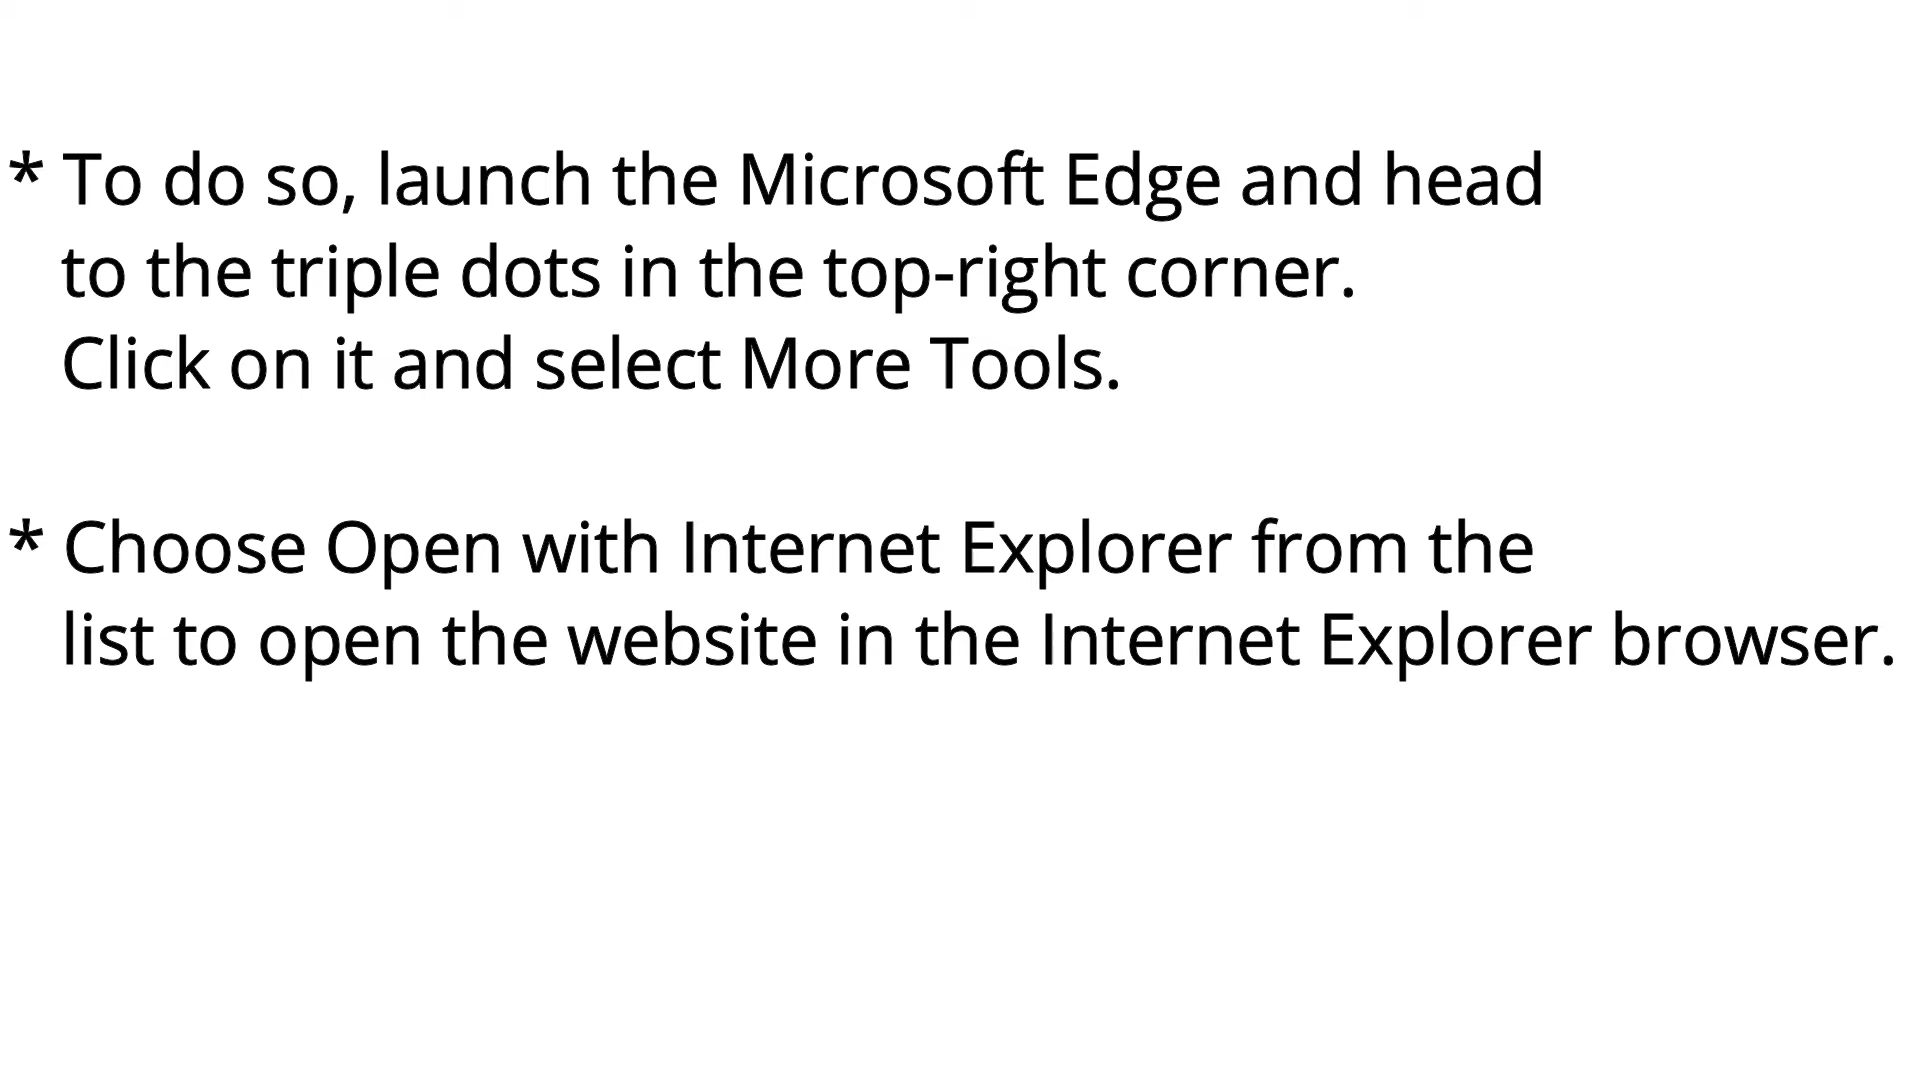 * To do so, launch the Microsoft Edge and head
to the triple dots in the top-right corner.
Click on it and select More Tools.
* Choose Open with Internet Explorer from the
list to open the website in the Internet Explorer browser.